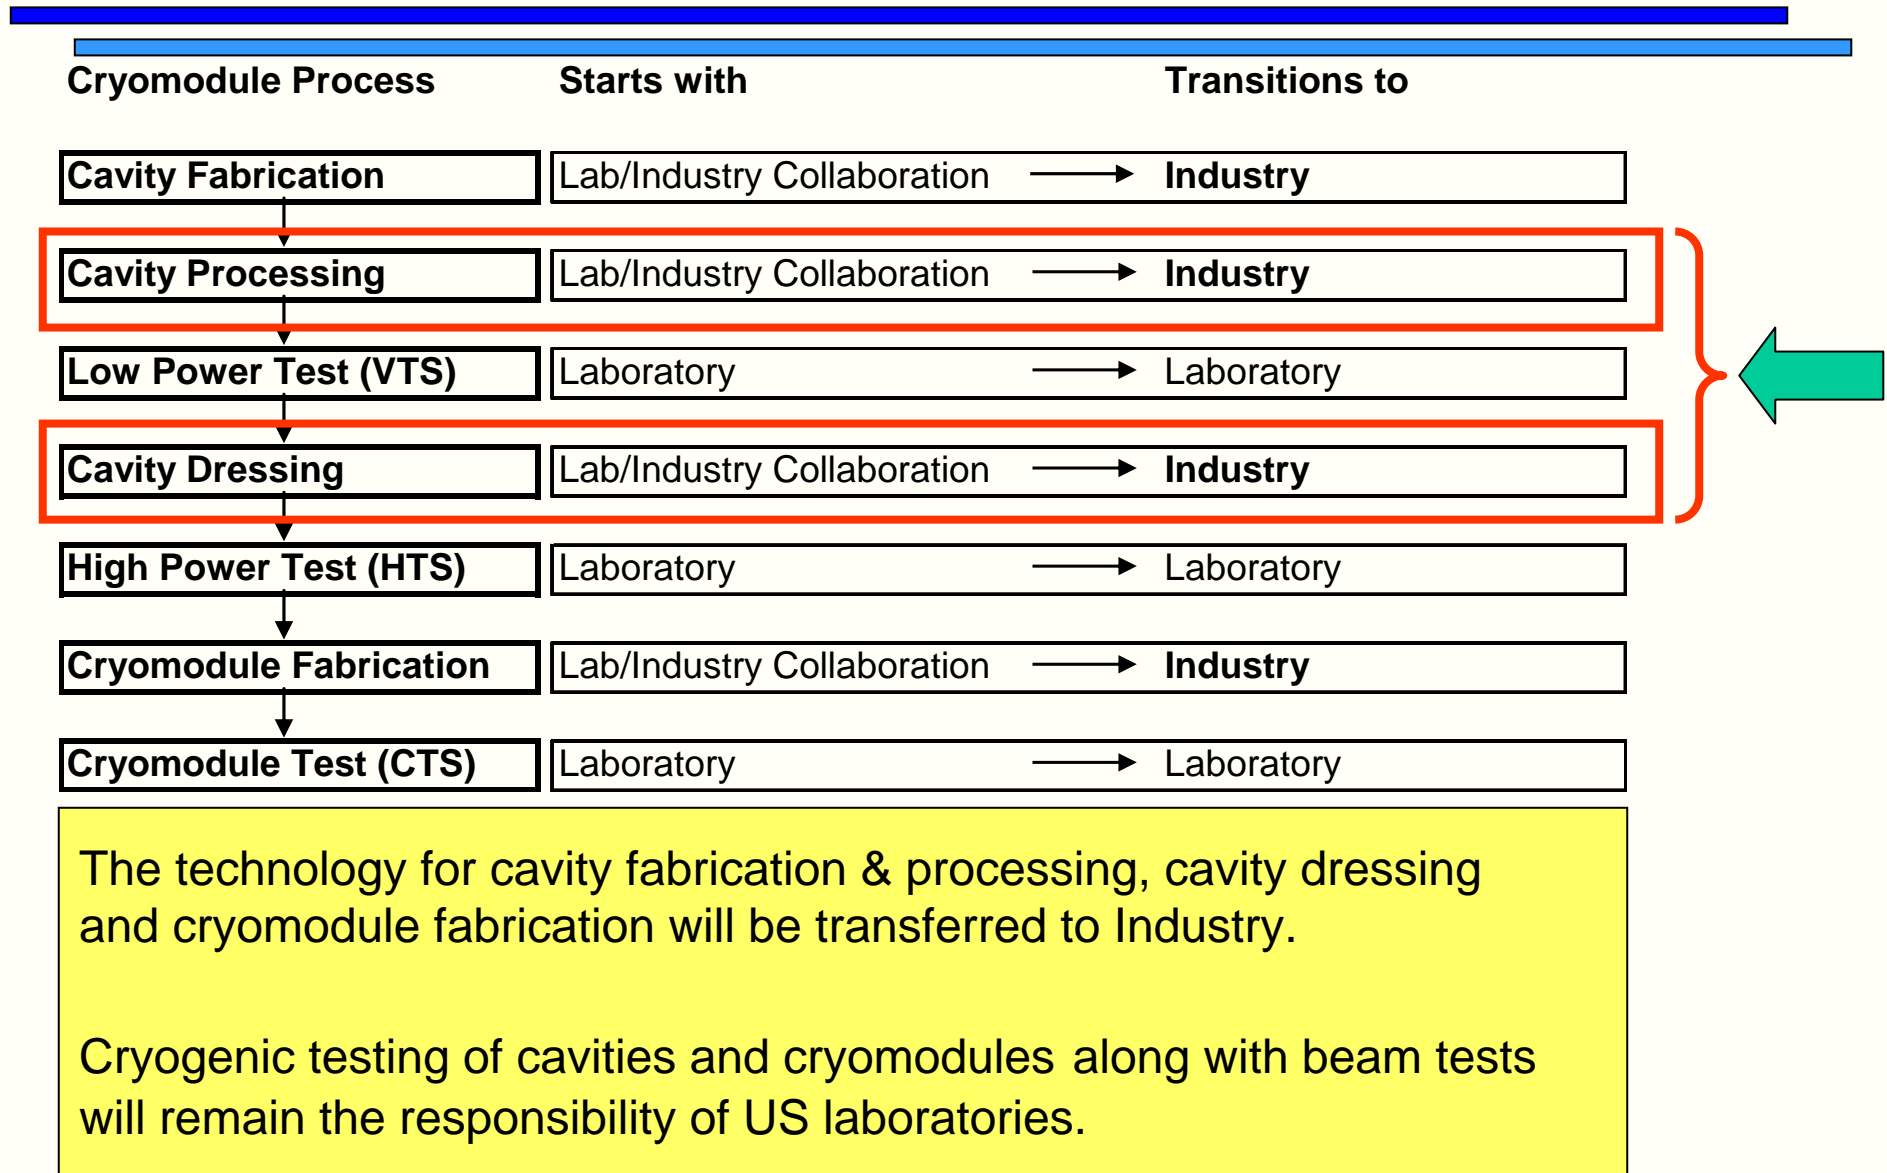 Cryomodule Process Starts with Transitions to
Cavity Fabrication Lab/Industry Collaboration Industry
Cavity Processing Lab/Industry Collaboration Industry
Low Power Test (VTS) Laboratory Laboratory
Cavity Dressing Lab/Industry Collaboration Industry
High Power Test (HTS) Laboratory Laboratory
Cryomodule Fabrication Lab/Industry Collaboration Industry
Cryomodule Test (CTS) Laboratory Laboratory
The technology for cavity fabrication & processing, cavity dressing
and cryomodule fabrication will be transferred to Industry.
Cryogenic testing of cavities and cryomodules along with beam tests
will remain the responsibility of US laboratories.